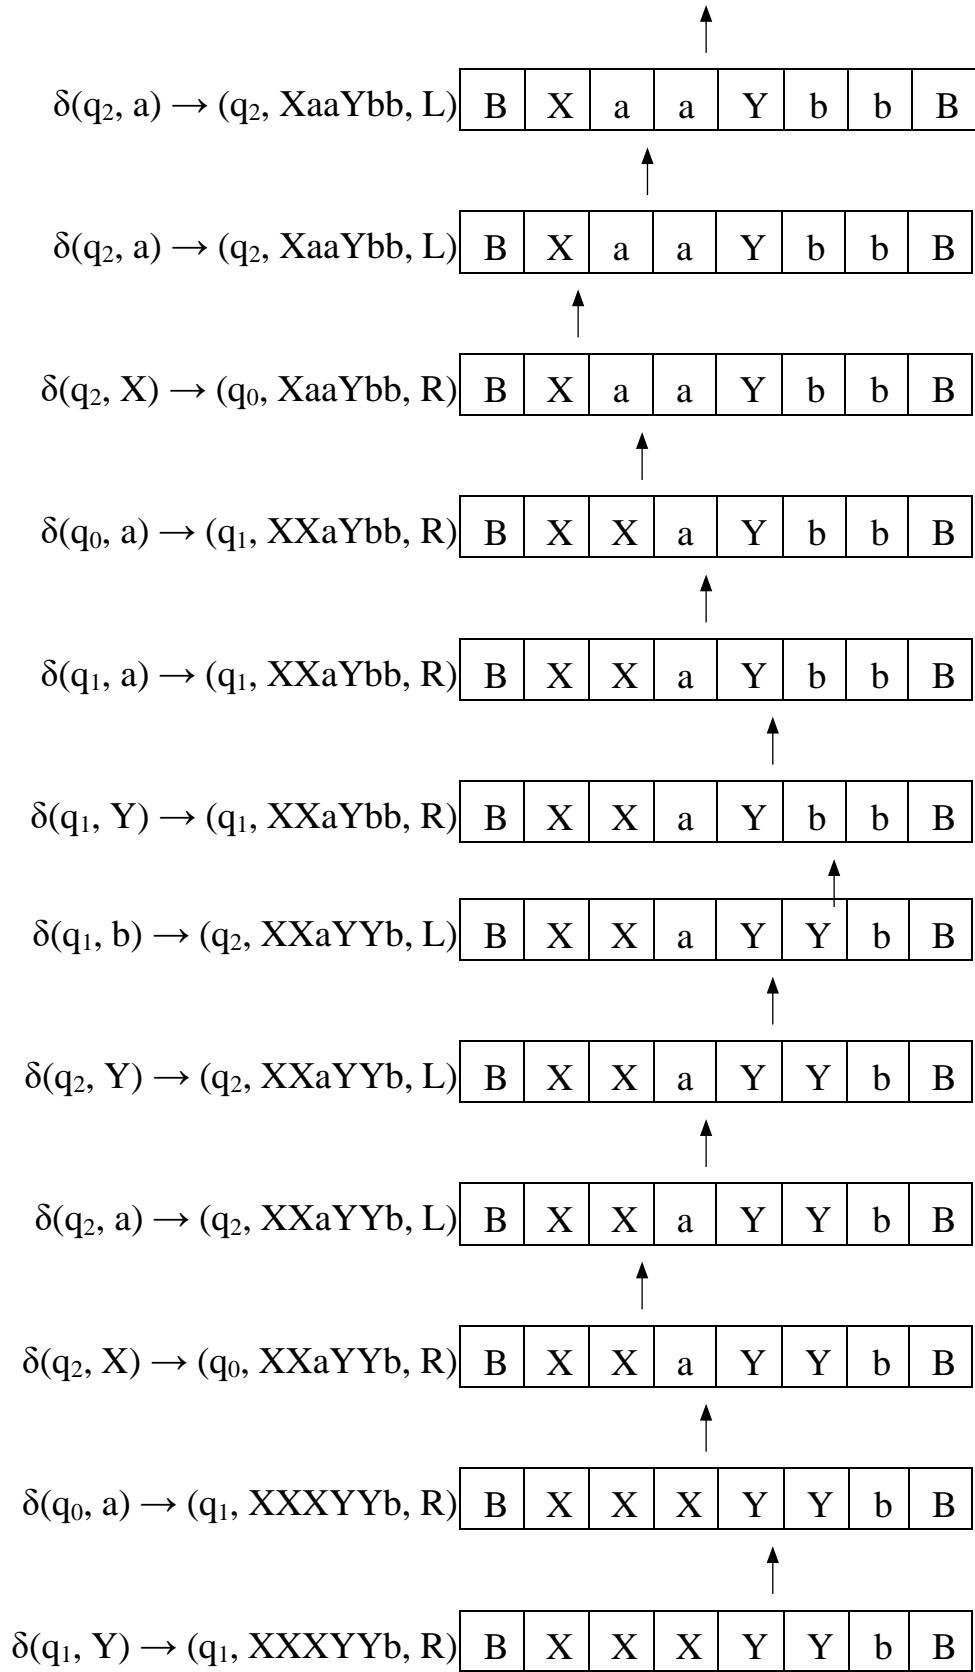 δ(q₂, a) → (q₂, XaaYbb, L) B X a a Y b b B
δ(q₂, a) → (q₂, XaaYbb, L) B X a a Y b b B
δ(q₂, X) → (q₀, XaaYbb, R) B X a a Y b b B
δ(q₀, a) → (q₁, XXaYbb, R) B X X a Y b b B
δ(q₁, a) → (q₁, XXaYbb, R) B X X a Y b b B
δ(q₁, Y) → (q₁, XXaYbb, R) B X X a Y b b B
δ(q₁, b) → (q₂, XXaYYb, L) B X X a Y Y b B
δ(q₂, Y) → (q₂, XXaYYb, L) B X X a Y Y b B
δ(q₂, a) → (q₂, XXaYYb, L) B X X a Y Y b B
δ(q₂, X) → (q₀, XXaYYb, R) B X X a Y Y b B
δ(q₀, a) → (q₁, XXXYYb, R) B X X X Y Y b B
δ(q₁, Y) → (q₁, XXXYYb, R) B X X X Y Y b B